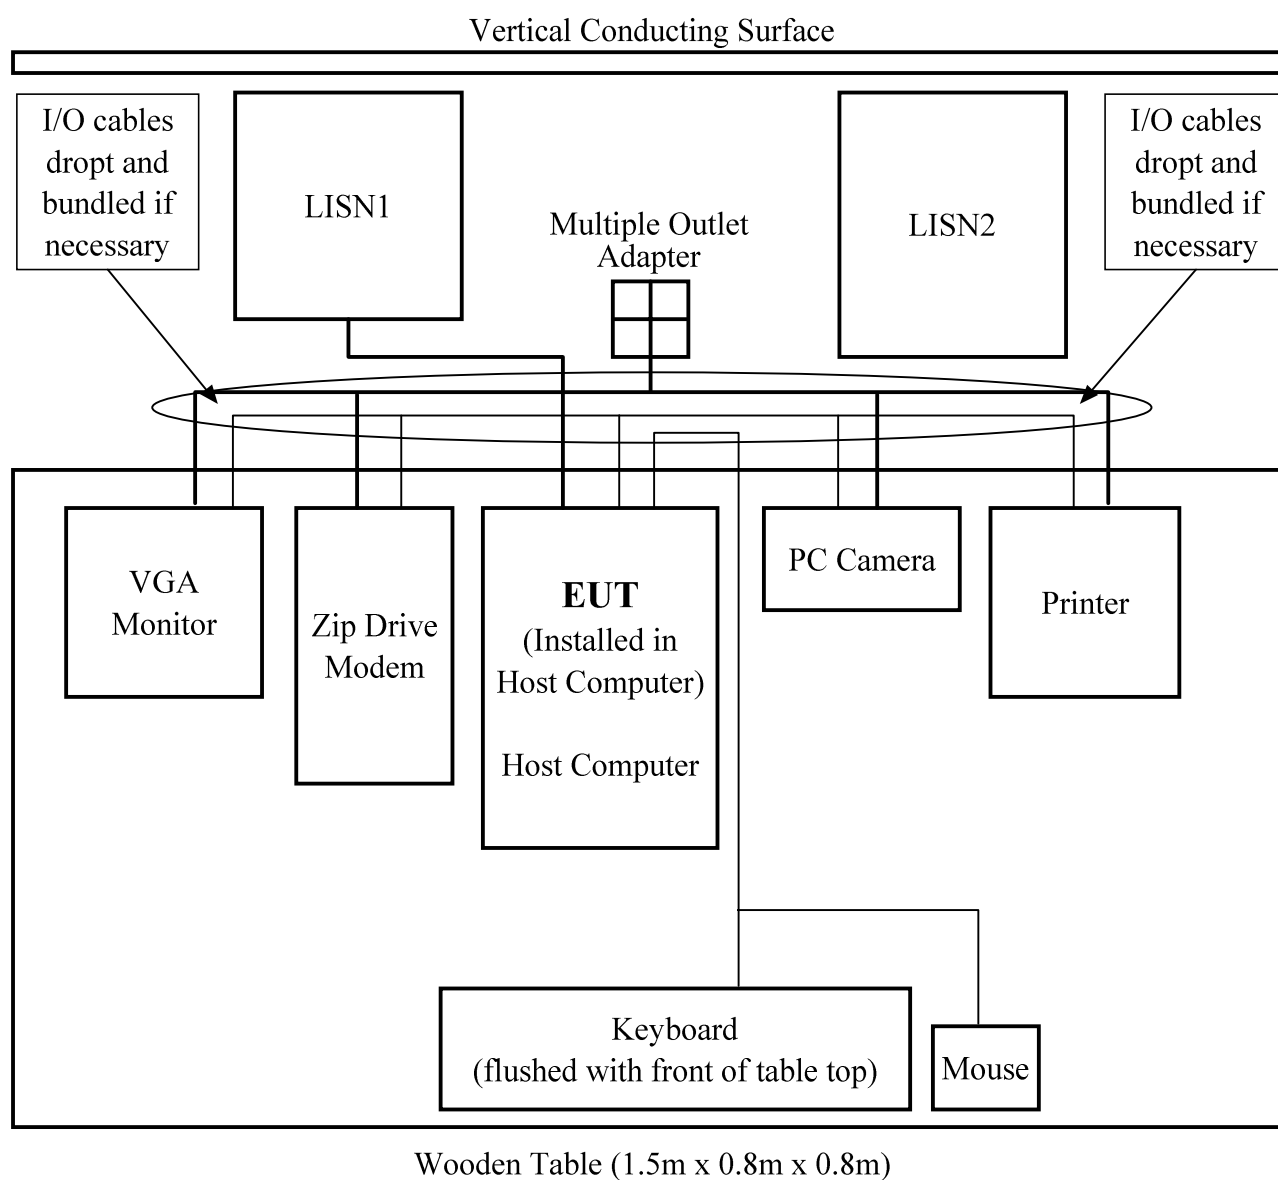 Vertical Conducting Surface
I/O cables
dropt and
bundled if
necessary
LISN1
Multiple Outlet
Adapter
LISN2
I/O cables
dropt and
bundled if
necessary
VGA
Monitor
Zip Drive
Modem
EUT
(Installed in
Host Computer)
Host Computer
PC Camera
Printer
Keyboard
(flushed with front of table top)
Mouse
Wooden Table (1.5m x 0.8m x 0.8m)